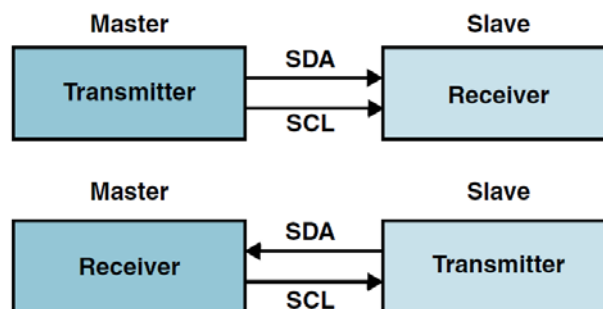 Master Slave
SDA
Transmitter Receiver
SCL
Master Slave
SDA
Receiver Transmitter
SCL